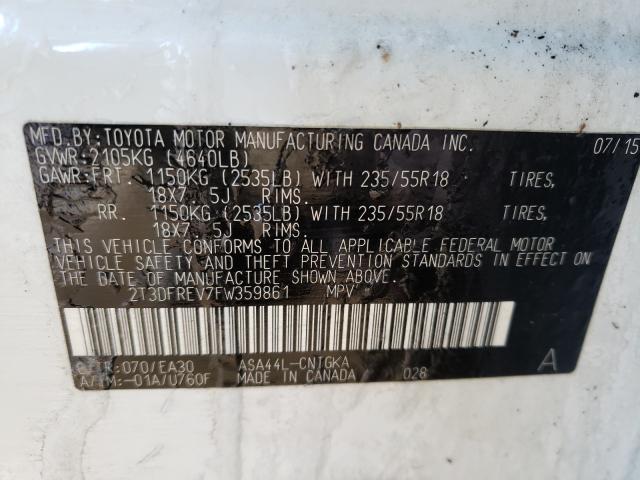 MFD.BY:TOYOTA MOTOR MANUFACTURING CANADA INC. 07/15
GVWR:2105KG (4640LB)
GAWR:FRT. 1150KG (2535LB) WITH 235/55R18 TIRES,
18X7.5J RIMS.
RR. 1150KG (2535LB) WITH 235/55R18 TIRES,
18X7.5J RIMS.
THIS VEHICLE CONFORMS TO ALL APPLICABLE FEDERAL MOTOR
VEHICLE SAFETY AND THEFT PREVENTION STANDARDS IN EFFECT ON
THE DATE OF MANUFACTURE SHOWN ABOVE.
2T3DFREV7FW359861 MPV
C/TR:070/EA30 ASA44L-CNTGKA A
A/TM:-01A/U760F MADE IN CANADA 028